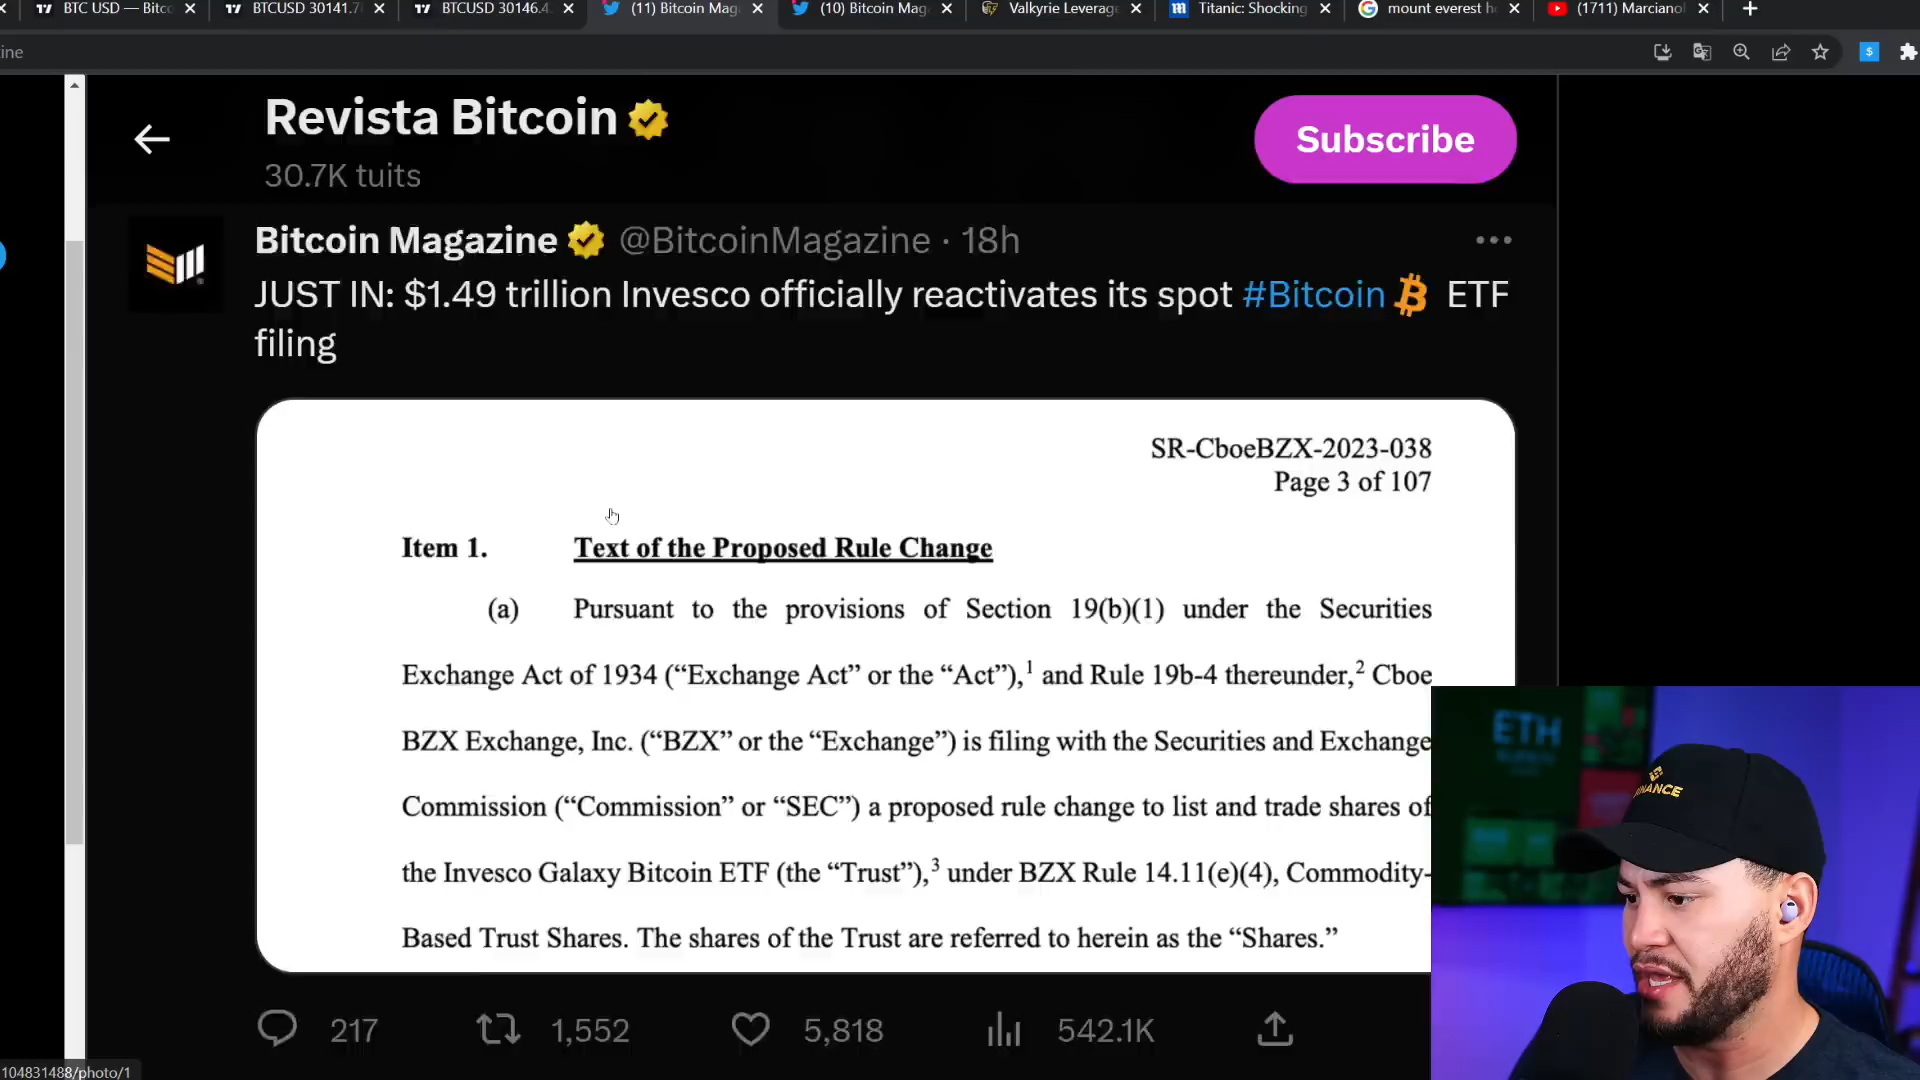 BTC USD — Bitc
BTCUSD 30141.7
BTCUSD 30146.4
(11) Bitcoin Mag
(10) Bitcoin Mag
Valkyrie Leverag
Titanic: Shocking
mount everest h
(1711) Marciano
ine
Revista Bitcoin
30.7K tuits
Subscribe
Bitcoin Magazine @BitcoinMagazine · 18h
JUST IN: $1.49 trillion Invesco officially reactivates its spot #Bitcoin ETF
filing
SR-CboeBZX-2023-038
Page 3 of 107
Item 1. Text of the Proposed Rule Change
(a) Pursuant to the provisions of Section 19(b)(1) under the Securities
Exchange Act of 1934 (“Exchange Act” or the “Act”),1 and Rule 19b-4 thereunder,2 Cboe
BZX Exchange, Inc. (“BZX” or the “Exchange”) is filing with the Securities and Exchange
Commission (“Commission” or “SEC”) a proposed rule change to list and trade shares of
the Invesco Galaxy Bitcoin ETF (the “Trust”),3 under BZX Rule 14.11(e)(4), Commodity-
Based Trust Shares. The shares of the Trust are referred to herein as the “Shares.”
ETH
NANCE
217 1,552 5,818 542.1K
104831488/photo/1